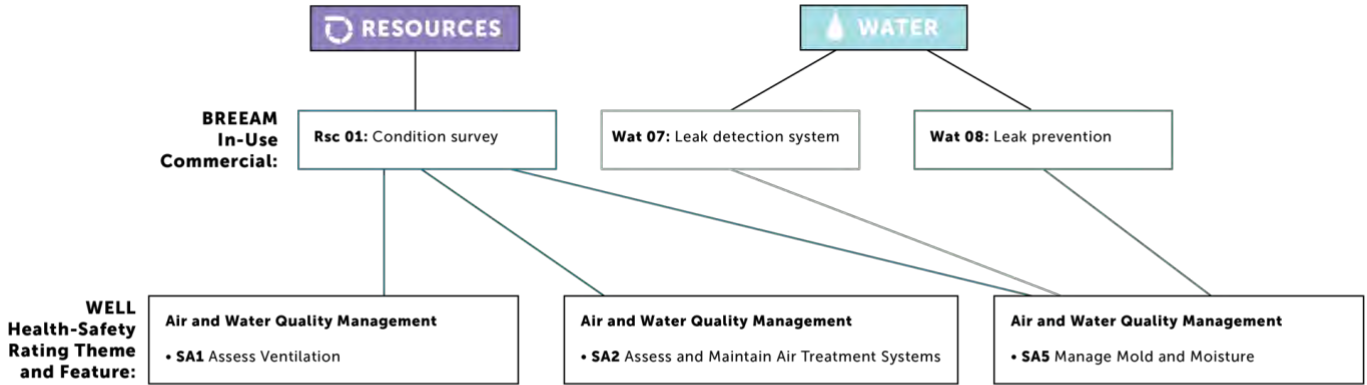 RESOURCES
WATER
BREEAM
In-Use
Commercial:
Rsc 01: Condition survey
Wat 07: Leak detection system
Wat 08: Leak prevention
WELL
Health-Safety
Rating Theme
and Feature:
Air and Water Quality Management
• SA1 Assess Ventilation
Air and Water Quality Management
• SA2 Assess and Maintain Air Treatment Systems
Air and Water Quality Management
• SA5 Manage Mold and Moisture